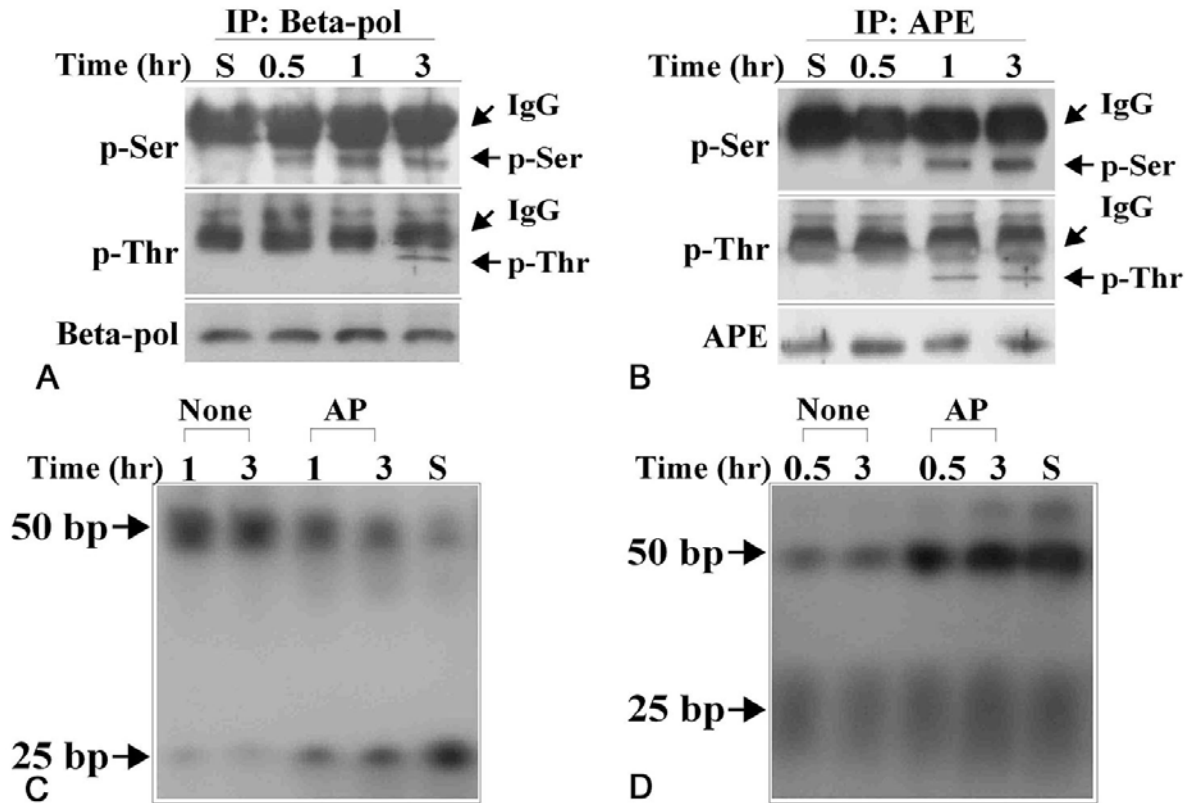 IP: Beta-pol
Time (hr) S 0.5 1 3
p-Ser
IgG
p-Ser
p-Thr
IgG
p-Thr
Beta-pol
A
IP: APE
Time (hr) S 0.5 1 3
p-Ser
IgG
p-Ser
p-Thr
IgG
p-Thr
APE
B
None AP
Time (hr) 1 3 1 3 S
50 bp
25 bp
C
None AP
Time (hr) 0.5 3 0.5 3 S
50 bp
25 bp
D